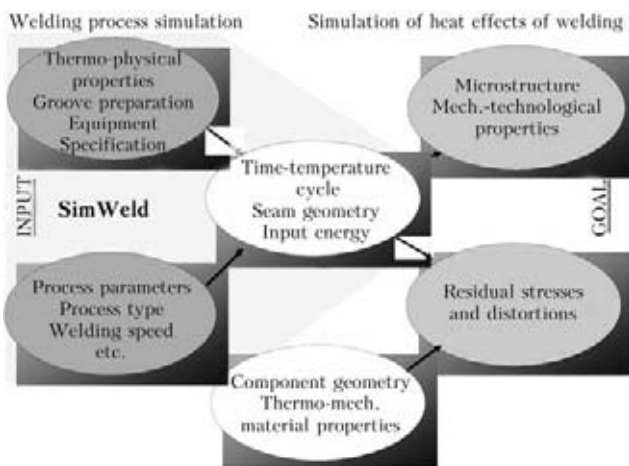 Welding process simulation
Simulation of heat effects of welding
Thermo-physical
properties
Groove preparation
Equipment
Specification
Microstructure
Mech.-technological
properties
Time-temperature
cycle
Seam geometry
Input energy
INPUT
SimWeld
GOAL
Process parameters
Process type
Welding speed
etc.
Residual stresses
and distortions
Component geometry
Thermo-mech.
material properties